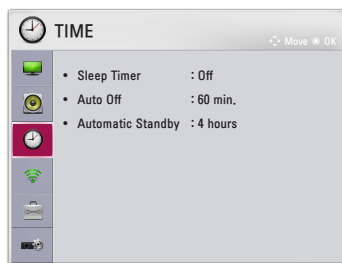 TIME
Move OK
• Sleep Timer : Off
• Auto Off : 60 min.
• Automatic Standby : 4 hours